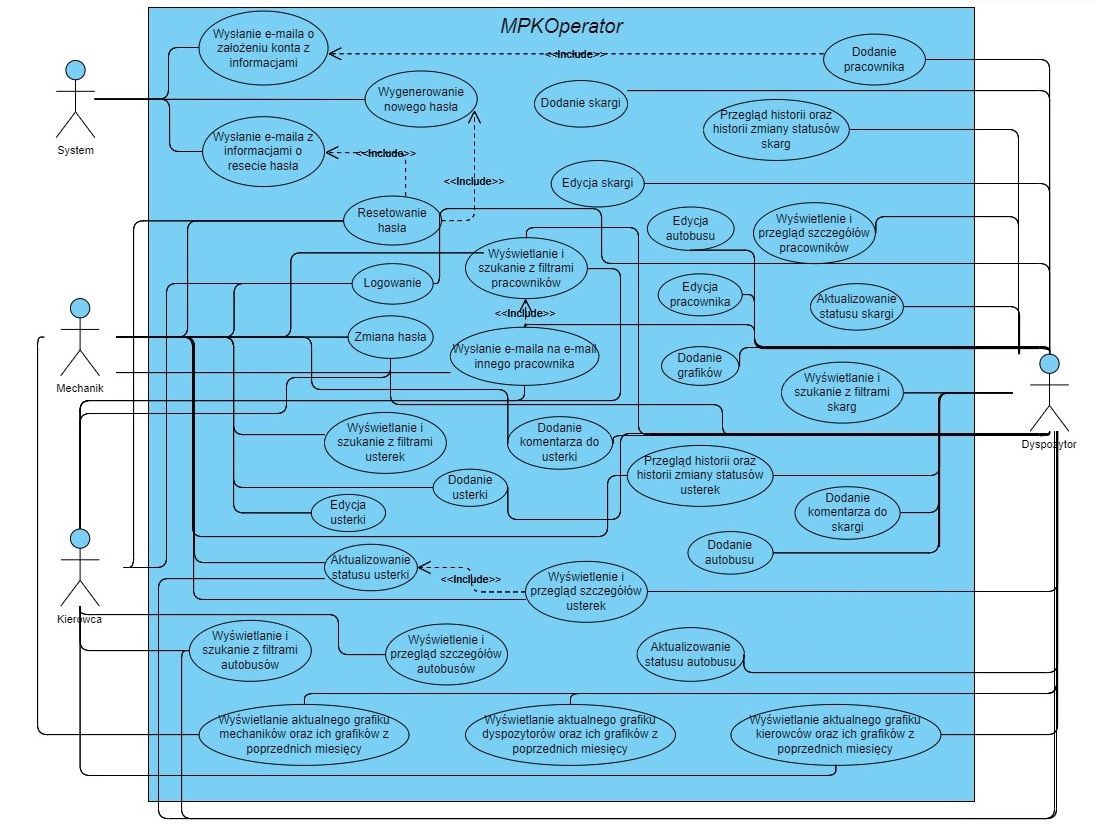 MPKOperator
Wysłanie e-maila o
założeniu konta z
informacjami
<<Include>>
Dodanie
pracownika
System
Wygenerowanie
nowego hasła
Dodanie skargi
Przegląd historii oraz
historii zmiany statusów
skarg
Wysłanie e-maila z
informacjami o
resecie hasła
<<Include>>
<<Include>>
Edycja skargi
Resetowanie
hasła
Edycja
autobusu
Wyświetlenie i
przegląd szczegółów
pracowników
Wyświetlanie i
szukanie z filtrami
pracowników
Logowanie
Edycja
pracownika
Aktualizowanie
statusu skargi
<<Include>>
Zmiana hasła
Wysłanie e-maila na e-mail
innego pracownika
Dodanie
grafików
Mechanik
Wyświetlanie i
szukanie z filtrami
skarg
Dyspozytor
Wyświetlanie i
szukanie z filtrami
usterek
Dodanie
komentarza do
usterki
Przegląd historii oraz
historii zmiany statusów
usterek
Dodanie
usterki
Edycja
usterki
Dodanie
komentarza do
skargi
Dodanie
autobusu
Aktualizowanie
statusu usterki
<<Include>>
Wyświetlenie i
przegląd szczegółów
usterek
Kierowca
Wyświetlanie i
szukanie z filtrami
autobusów
Wyświetlenie i
przegląd szczegółów
autobusów
Aktualizowanie
statusu autobusu
Wyświetlanie aktualnego grafiku
mechaników oraz ich grafików z
poprzednich miesięcy
Wyświetlanie aktualnego grafiku
dyspozytorów oraz ich grafików z
poprzednich miesięcy
Wyświetlanie aktualnego grafiku
kierowców oraz ich grafików z
poprzednich miesięcy